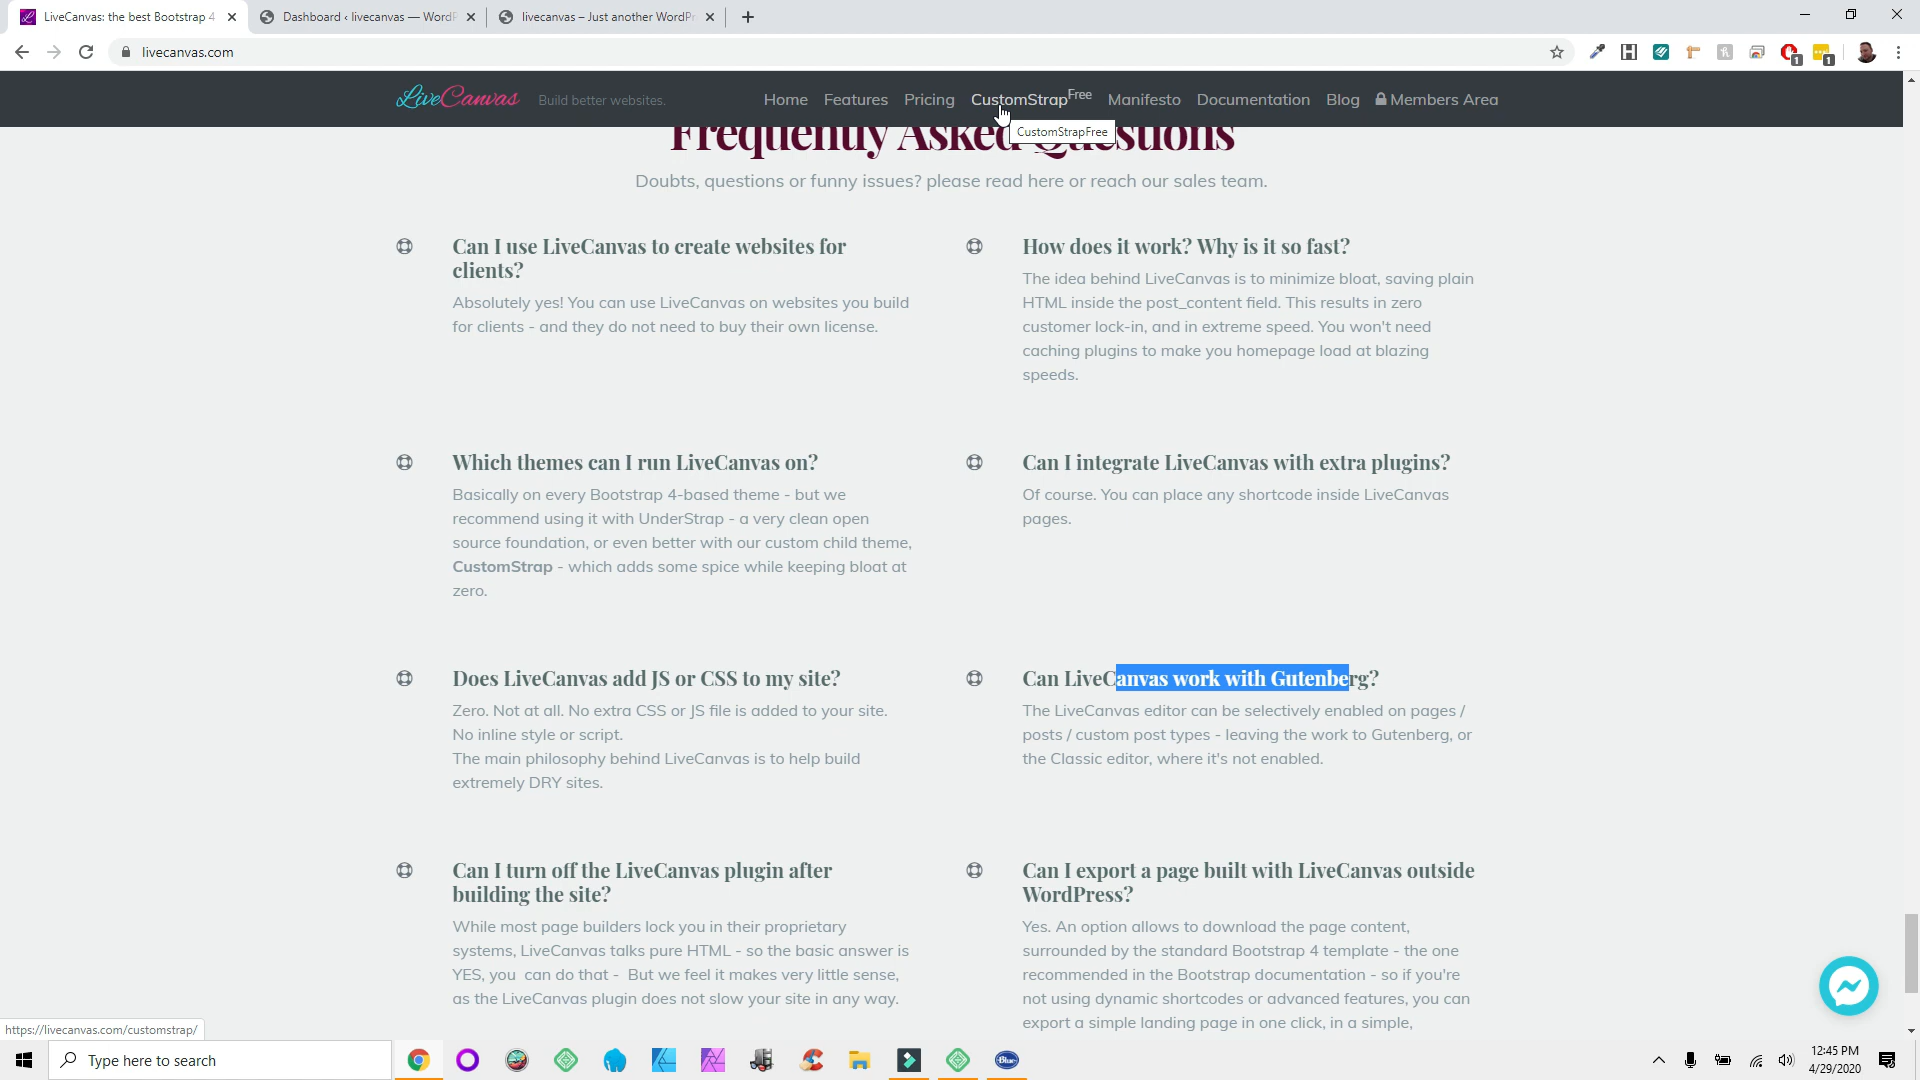 LiveCanvas: the best Bootstrap 4
Dashboard ‹ livecanvas — WordP
livecanvas – Just another WordPr
livecanvas.com
1
1
LiveCanvas
Build better websites.
Home
Features
Pricing
CustomStrapFree
Manifesto
Documentation
Blog
Members Area
CustomStrapFree
Frequently Asked Questions
Doubts, questions or funny issues? please read here or reach our sales team.
Can I use LiveCanvas to create websites for
clients?
Absolutely yes! You can use LiveCanvas on websites you build
for clients - and they do not need to buy their own license.
How does it work? Why is it so fast?
The idea behind LiveCanvas is to minimize bloat, saving plain
HTML inside the post_content field. This results in zero
customer lock-in, and in extreme speed. You won't need
caching plugins to make you homepage load at blazing
speeds.
Which themes can I run LiveCanvas on?
Basically on every Bootstrap 4-based theme - but we
recommend using it with UnderStrap - a very clean open
source foundation, or even better with our custom child theme,
CustomStrap - which adds some spice while keeping bloat at
zero.
Can I integrate LiveCanvas with extra plugins?
Of course. You can place any shortcode inside LiveCanvas
pages.
Does LiveCanvas add JS or CSS to my site?
Zero. Not at all. No extra CSS or JS file is added to your site.
No inline style or script.
The main philosophy behind LiveCanvas is to help build
extremely DRY sites.
Can LiveCanvas work with Gutenberg?
The LiveCanvas editor can be selectively enabled on pages /
posts / custom post types - leaving the work to Gutenberg, or
the Classic editor, where it's not enabled.
Can I turn off the LiveCanvas plugin after
building the site?
While most page builders lock you in their proprietary
systems, LiveCanvas talks pure HTML - so the basic answer is
YES, you can do that - But we feel it makes very little sense,
as the LiveCanvas plugin does not slow your site in any way.
Can I export a page built with LiveCanvas outside
WordPress?
Yes. An option allows to download the page content,
surrounded by the standard Bootstrap 4 template - the one
recommended in the Bootstrap documentation - so if you're
not using dynamic shortcodes or advanced features, you can
export a simple landing page in one click, in a simple,
https://livecanvas.com/customstrap/
Type here to search
Blue
12:45 PM
4/29/2020